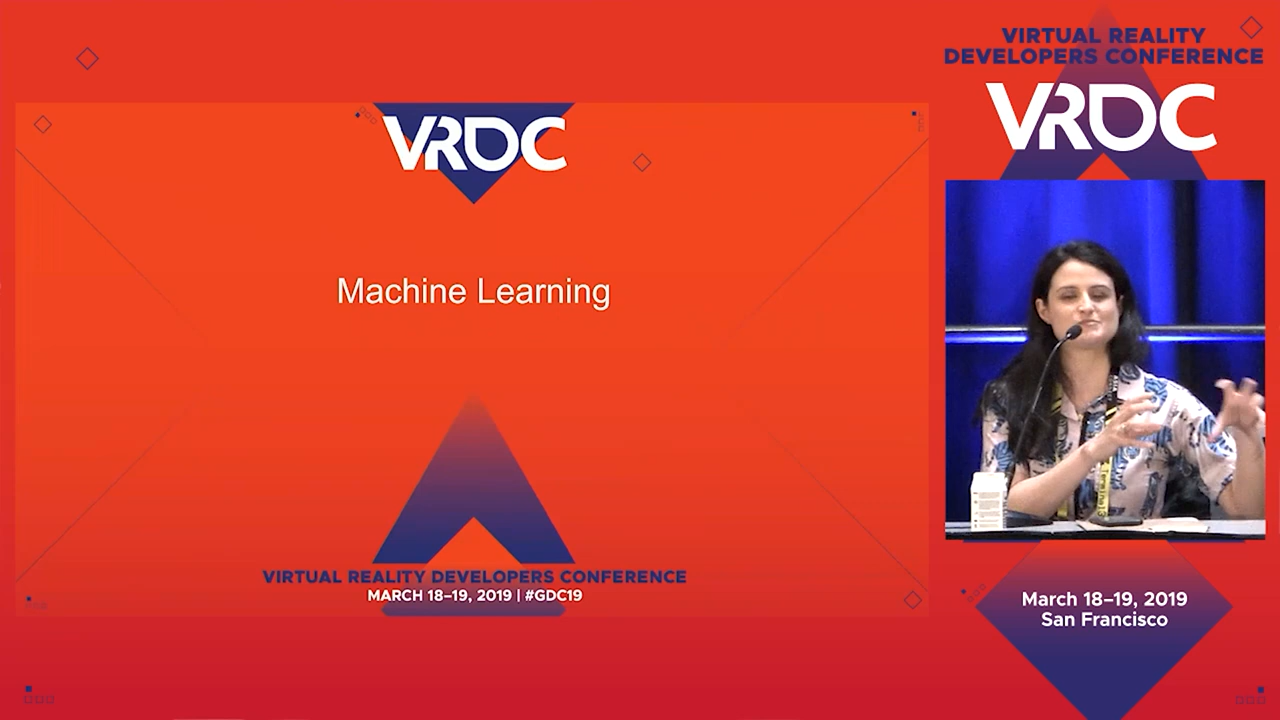 VRDC
Machine Learning
VIRTUAL REALITY DEVELOPERS CONFERENCE
MARCH 18–19, 2019 | #GDC19
VIRTUAL REALITY
DEVELOPERS CONFERENCE
VRDC
March 18–19, 2019
San Francisco